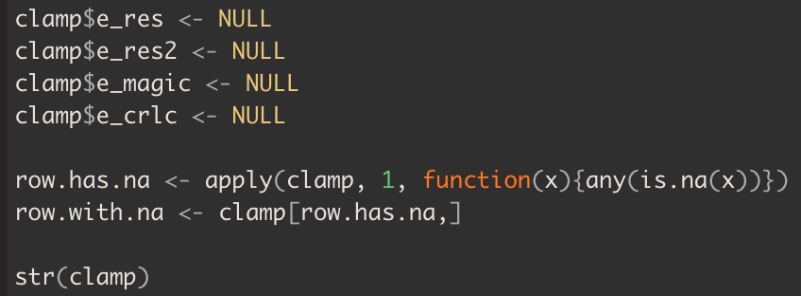 clamp$e_res <- NULL
clamp$e_res2 <- NULL
clamp$e_magic <- NULL
clamp$e_crlc <- NULL
row.has.na <- apply(clamp, 1, function(x){any(is.na(x))})
row.with.na <- clamp[row.has.na,]
str(clamp)